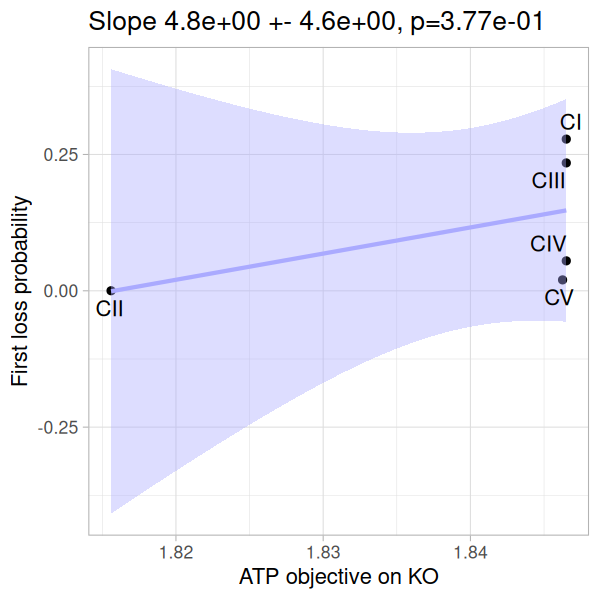 Slope 4.8e+00 +- 4.6e+00, p=3.77e-01
First loss probability
0.25
0.00
-0.25
CI
CIII
CIV
CV
CII
1.82
1.83
1.84
ATP objective on KO